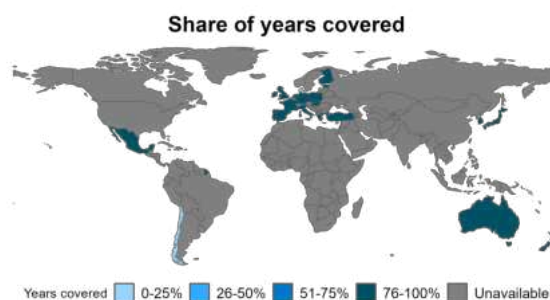 Share of years covered
Years covered 0-25% 26-50% 51-75% 76-100% Unavailable